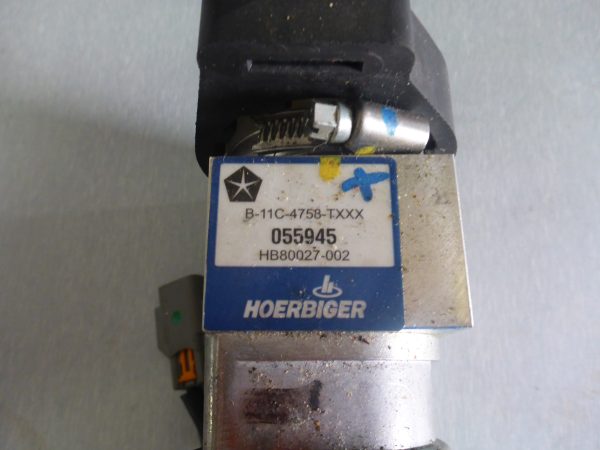 B-11C-4758-TXXX
055945
HB80027-002
HOERBIGER